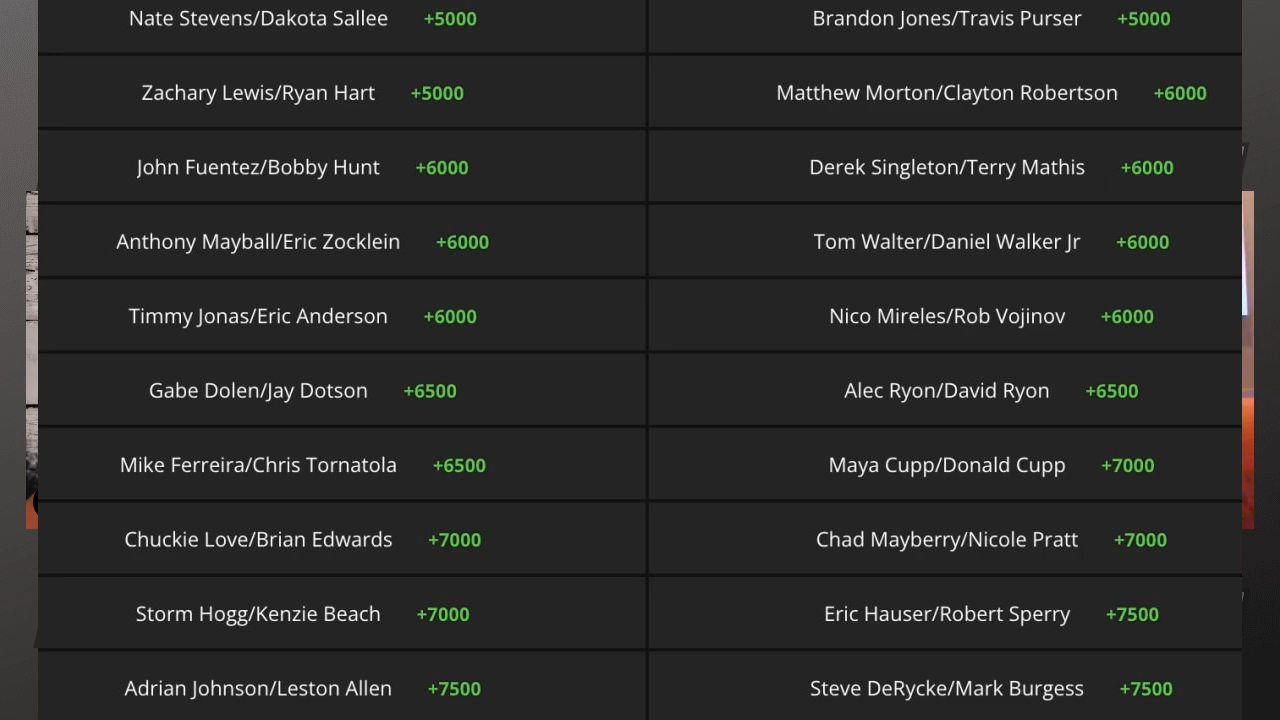 Nate Stevens/Dakota Sallee +5000 Brandon Jones/Travis Purser +5000
Zachary Lewis/Ryan Hart +5000 Matthew Morton/Clayton Robertson +6000
John Fuentez/Bobby Hunt +6000 Derek Singleton/Terry Mathis +6000
Anthony Mayball/Eric Zocklein +6000 Tom Walter/Daniel Walker Jr +6000
Timmy Jonas/Eric Anderson +6000 Nico Mireles/Rob Vojinov +6000
Gabe Dolen/Jay Dotson +6500 Alec Ryon/David Ryon +6500
Mike Ferreira/Chris Tornatola +6500 Maya Cupp/Donald Cupp +7000
Chuckie Love/Brian Edwards +7000 Chad Mayberry/Nicole Pratt +7000
Storm Hogg/Kenzie Beach +7000 Eric Hauser/Robert Sperry +7500
Adrian Johnson/Leston Allen +7500 Steve DeRycke/Mark Burgess +7500